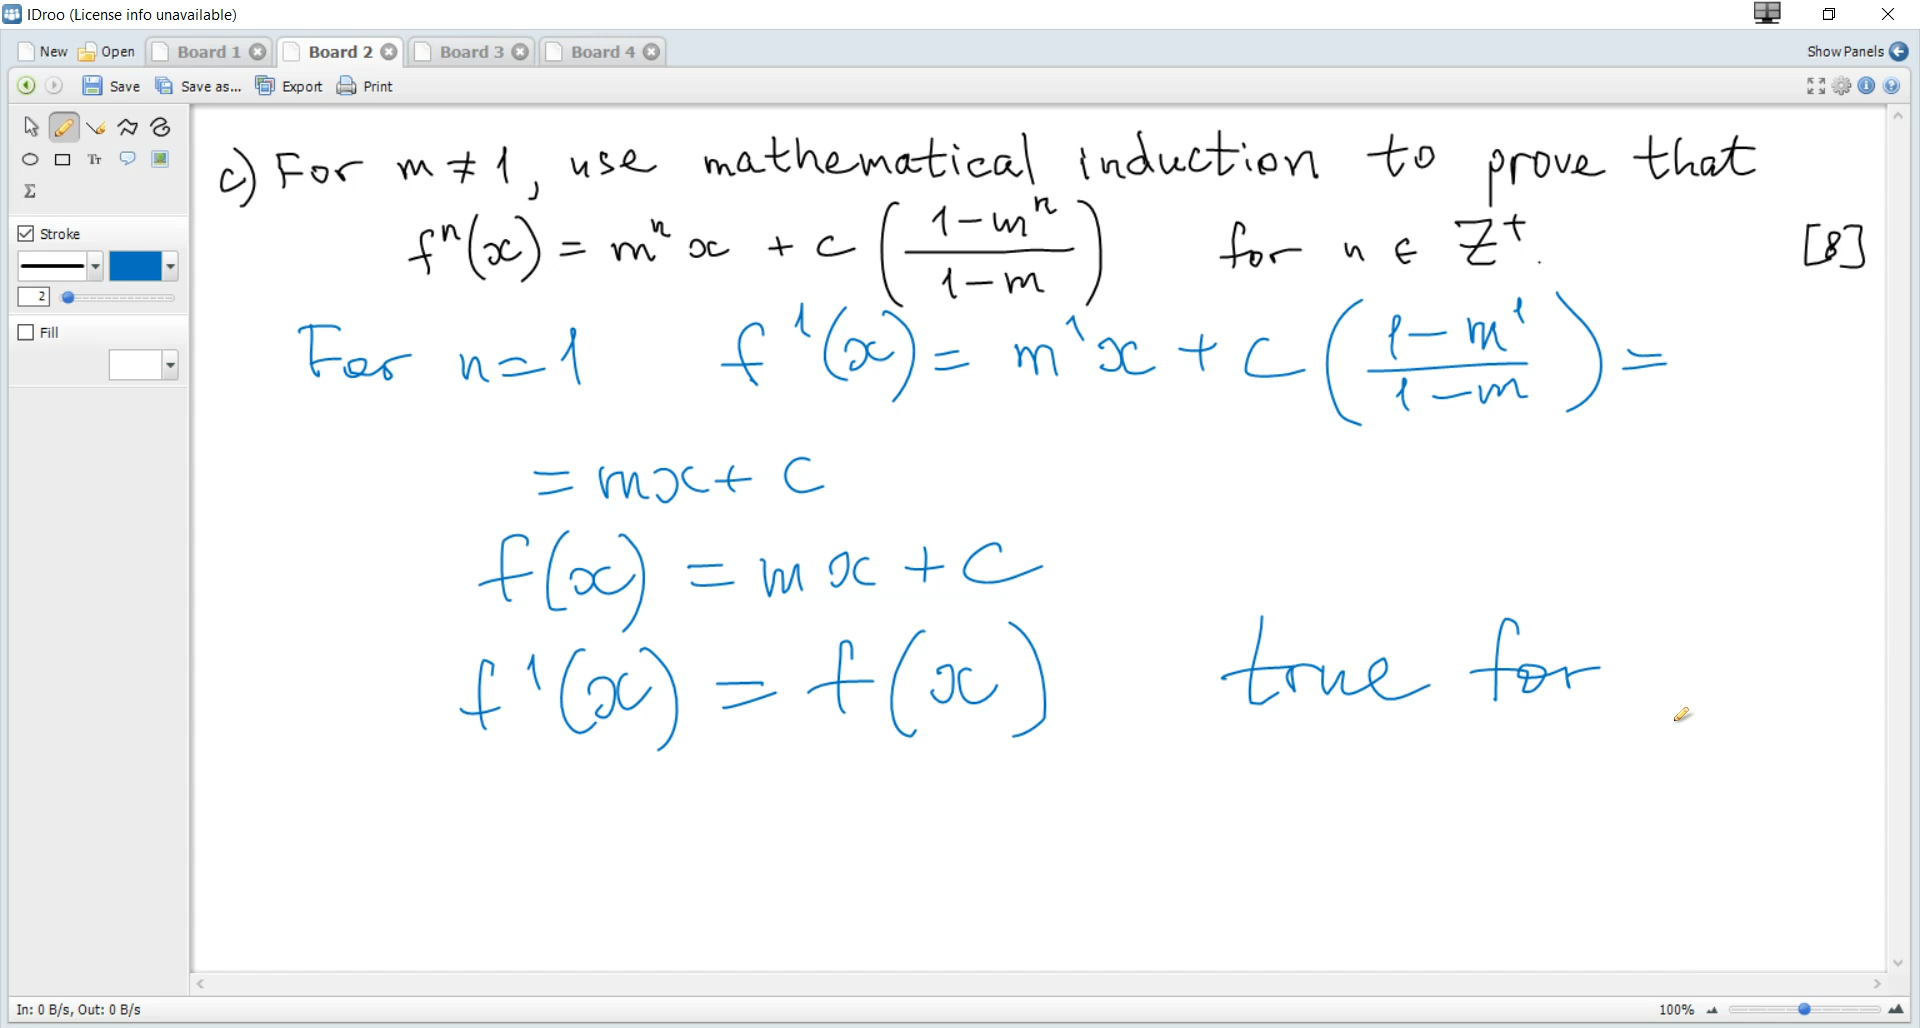 IDroo (License info unavailable)
New Open Board 1 Board 2 Board 3 Board 4 Show Panels
Save Save as... Export Print
Tт
Σ
Stroke
2
Fill
c) For m ≠ 1, use mathematical induction to prove that
fⁿ(x) = mⁿ x + c ((1-mⁿ)/(1-m)) for n ∈ Z⁺. [8]
For n=1 f¹(x) = m¹x + c ((1-m¹)/(1-m)) =
= mx+ c
f(x) = m x + c
f¹(x) = f(x) true for
In: 0 B/s, Out: 0 B/s 100%